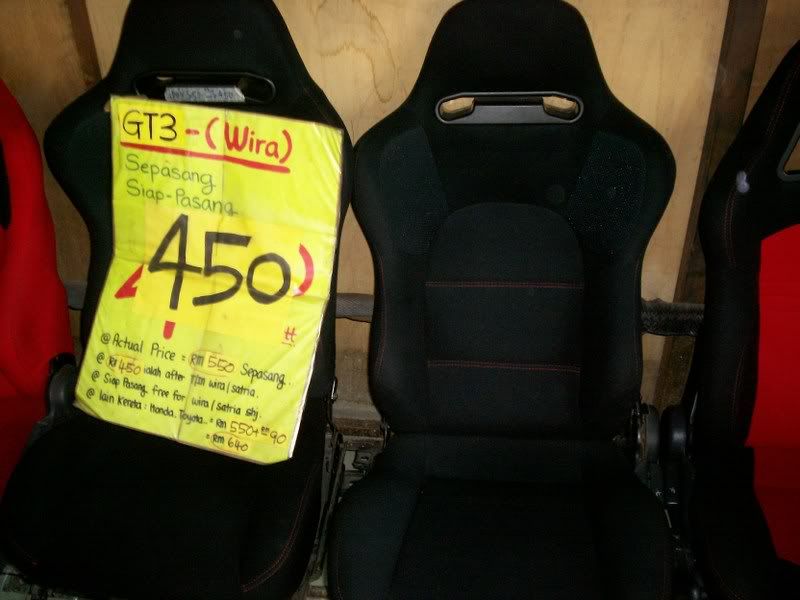 GT3 - (Wira)
Sepasang
Siap-Pasang
450
@ Actual Price = RM 550 Sepasang..
@ RM 450 ialah after T/In wira/satria.
@ Siap Pasang free for wira/satria shj.
@ lain Kereta: Honda. Toyota.. = RM 550 + RM 90
= RM 640